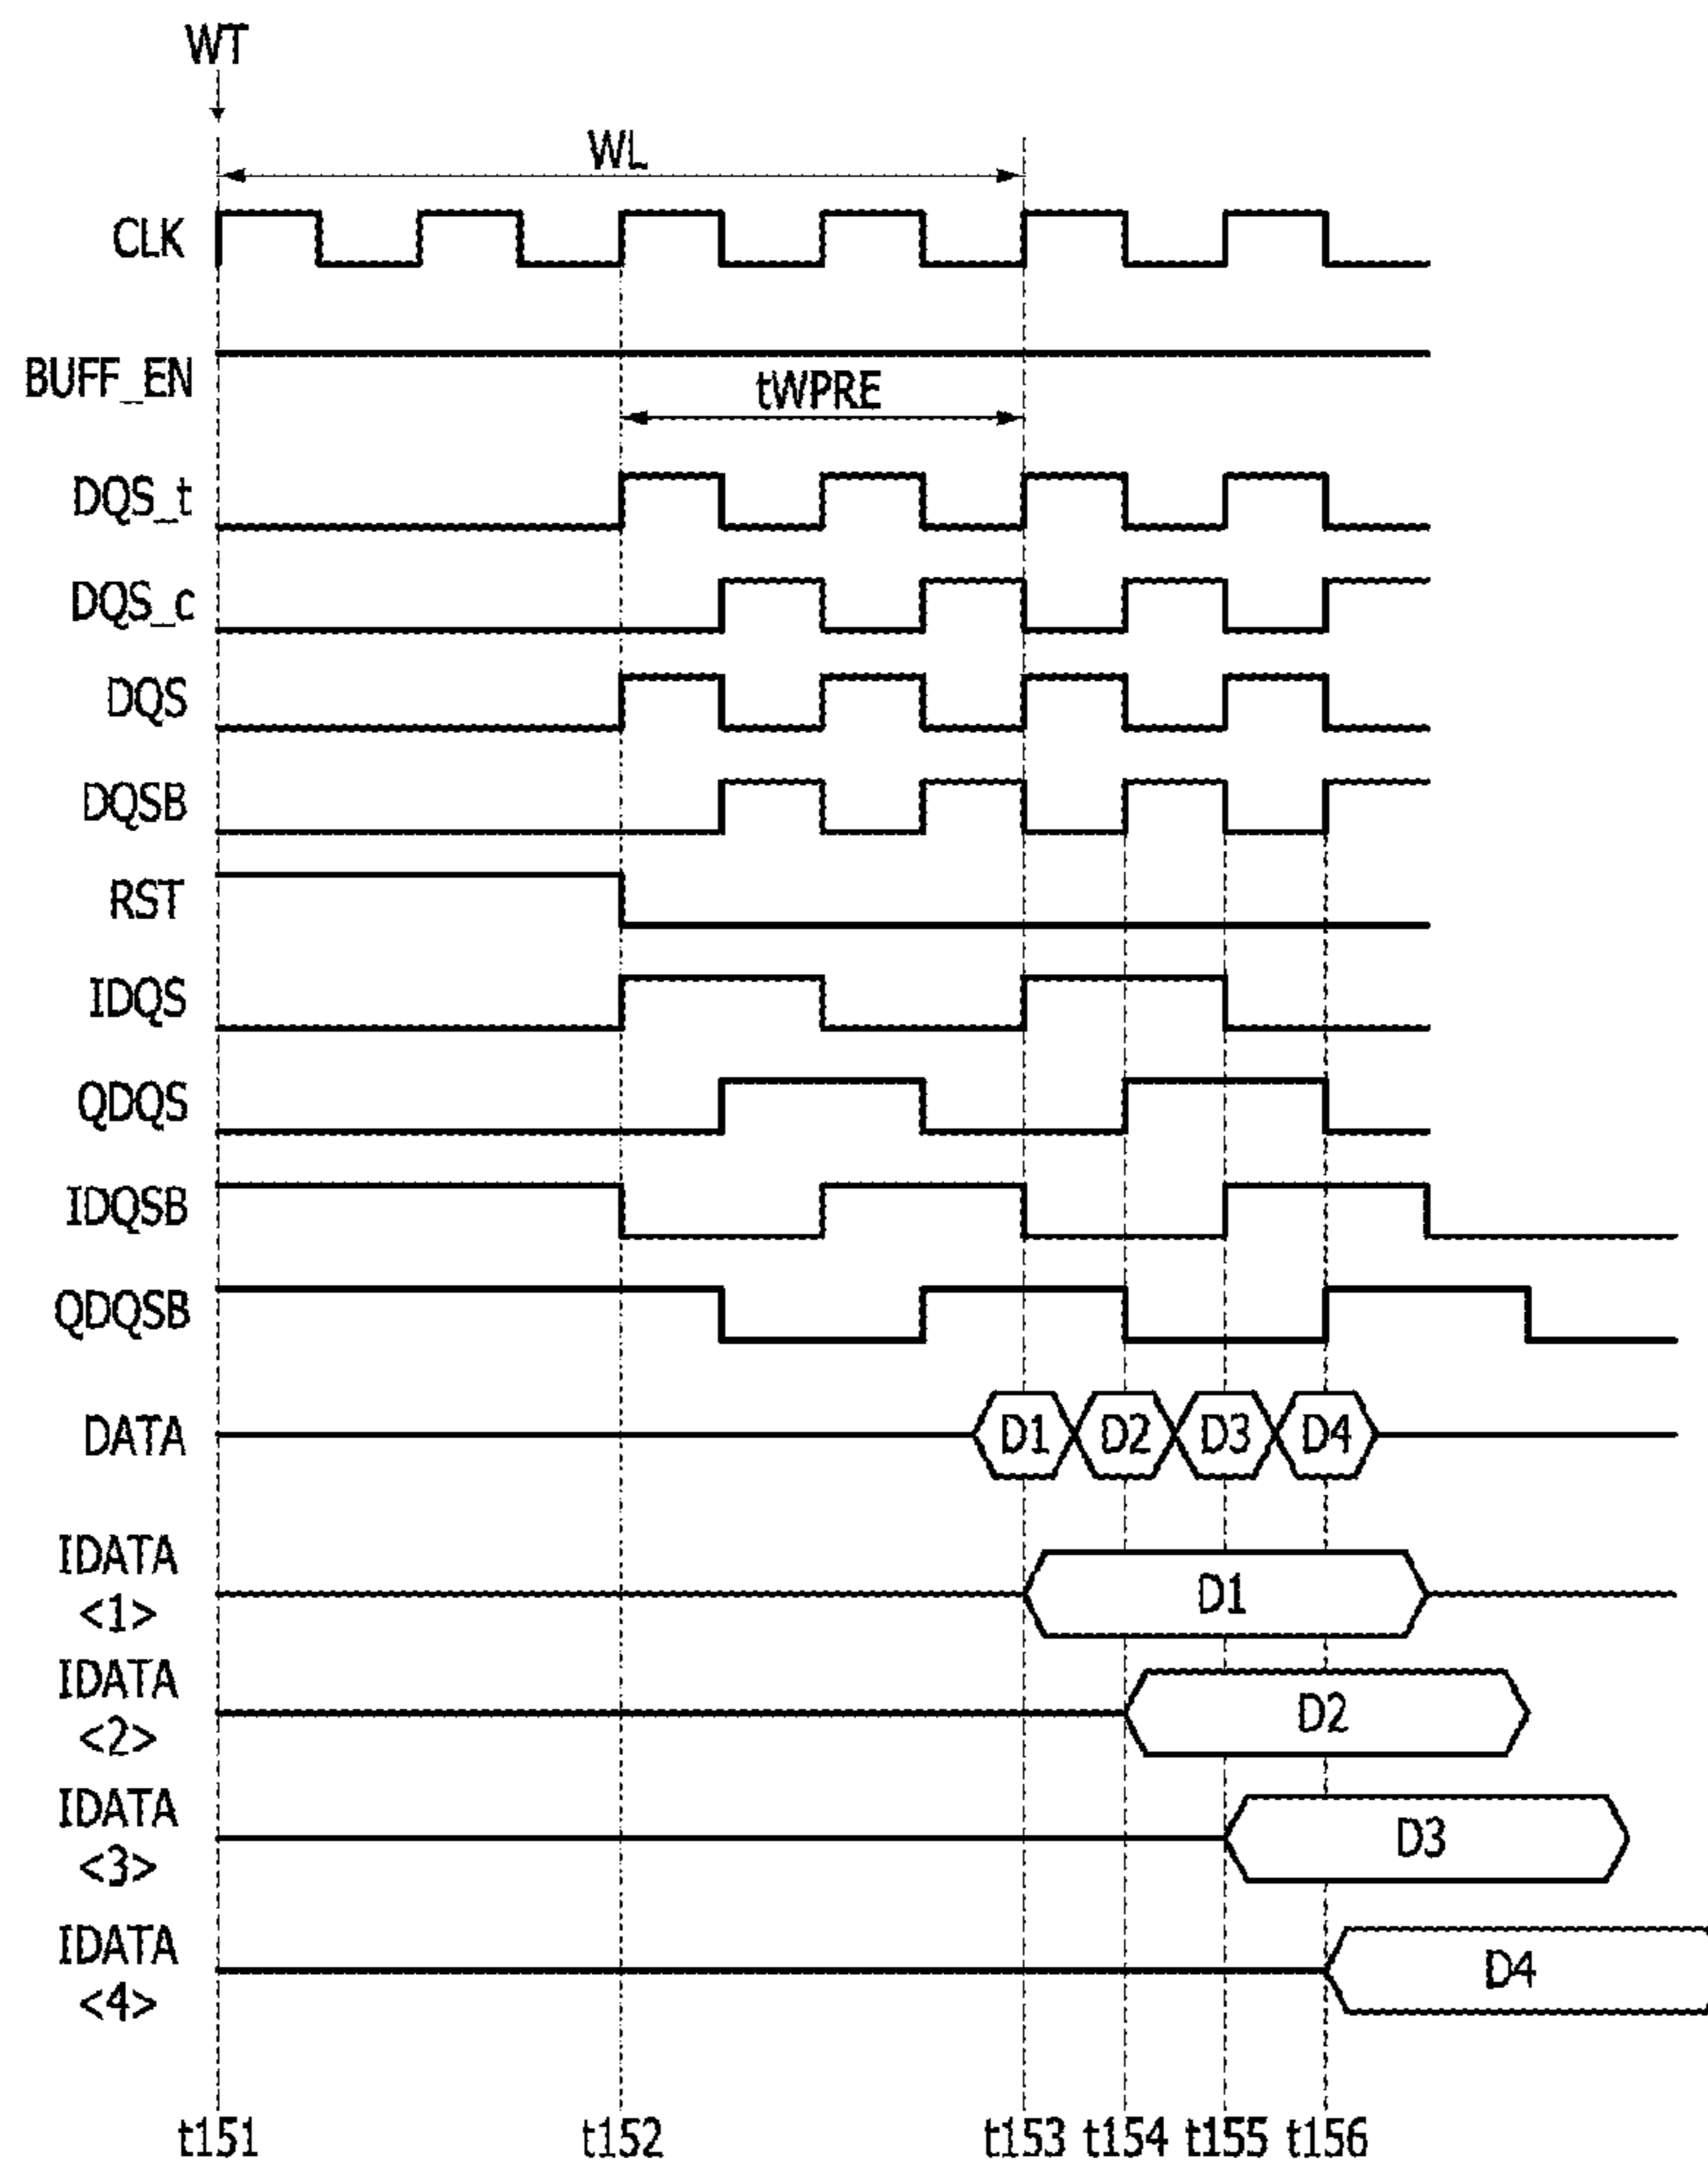 WT
WL
CLK
BUFF_EN
tWPRE
DQS_t
DQS_c
DQS
DQSB
RST
IDQS
QDQS
IDQSB
QDQSB
DATA D1 D2 D3 D4
IDATA
<1>
D1
IDATA
<2>
D2
IDATA
<3>
D3
IDATA
<4>
D4
t151 t152 t153 t154 t155 t156